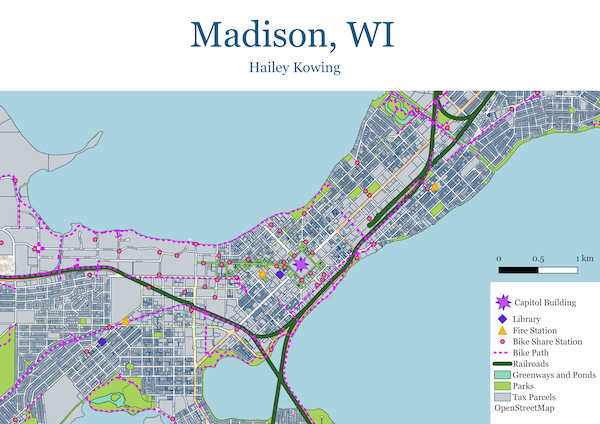 Madison, WI
Hailey Kowing
0 0.5 1 km
Capitol Building
Library
Fire Station
Bike Share Station
Bike Path
Railroads
Greenways and Ponds
Parks
Tax Parcels
OpenStreetMap